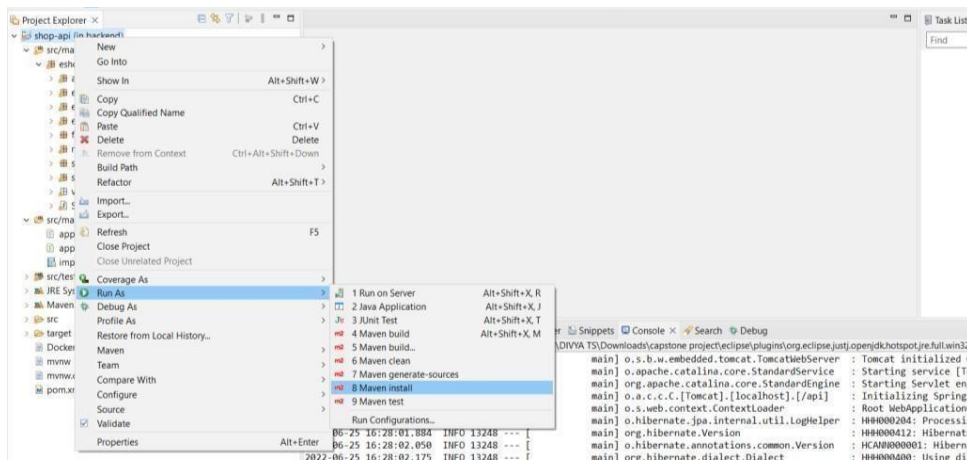 Project Explorer
Task List
shop-api (in backend)
Find
src/ma
New
esho
Go Into
Show In Alt+Shift+W >
Copy Ctrl+C
Copy Qualified Name
Paste Ctrl+V
Delete Delete
Remove from Context Ctrl+Alt+Shift+Down
Build Path
Refactor Alt+Shift+T >
Import...
src/ma
Export...
app
Refresh F5
app
Close Project
imp
Close Unrelated Project
src/tes
Coverage As
JRE Sy
Run As
1 Run on Server Alt+Shift+X, R
Maven
Debug As
2 Java Application Alt+Shift+X, J
src
Profile As
3 JUnit Test Alt+Shift+X, T
target
Restore from Local History...
4 Maven build Alt+Shift+X, M
er Snippets Console Search Debug
Docker
Maven
5 Maven build...
\DIVYA TS\Downloads\capstone project\eclipse\plugins\org.eclipse.justj.openjdk.hotspot.jre.full.win32
mvnw
Team
6 Maven clean
main] o.s.b.w.embedded.tomcat.TomcatWebServer : Tomcat initialized
mvnw.c
Compare With
7 Maven generate-sources
main] o.apache.catalina.core.StandardService : Starting service [T
pom.xm
Configure
8 Maven install
main] org.apache.catalina.core.StandardEngine : Starting Servlet en
Source
9 Maven test
main] o.a.c.c.C.[Tomcat].[localhost].[/api] : Initializing Spring
Validate
Run Configurations...
main] o.s.web.context.ContextLoader : Root WebApplication
main] o.hibernate.jpa.internal.util.LogHelper : HHH000204: Processi
Properties Alt+Enter
06-25 16:28:01.884 INFO 13248 --- [ main] org.hibernate.Version : HHH000412: Hibernat
06-25 16:28:02.050 INFO 13248 --- [ main] o.hibernate.annotations.common.Version : HCANN000001: Hibern
2022-06-25 16:28:02.175 INFO 13248 --- [ main] org.hibernate.dialect.Dialect : HHH000400: Using di